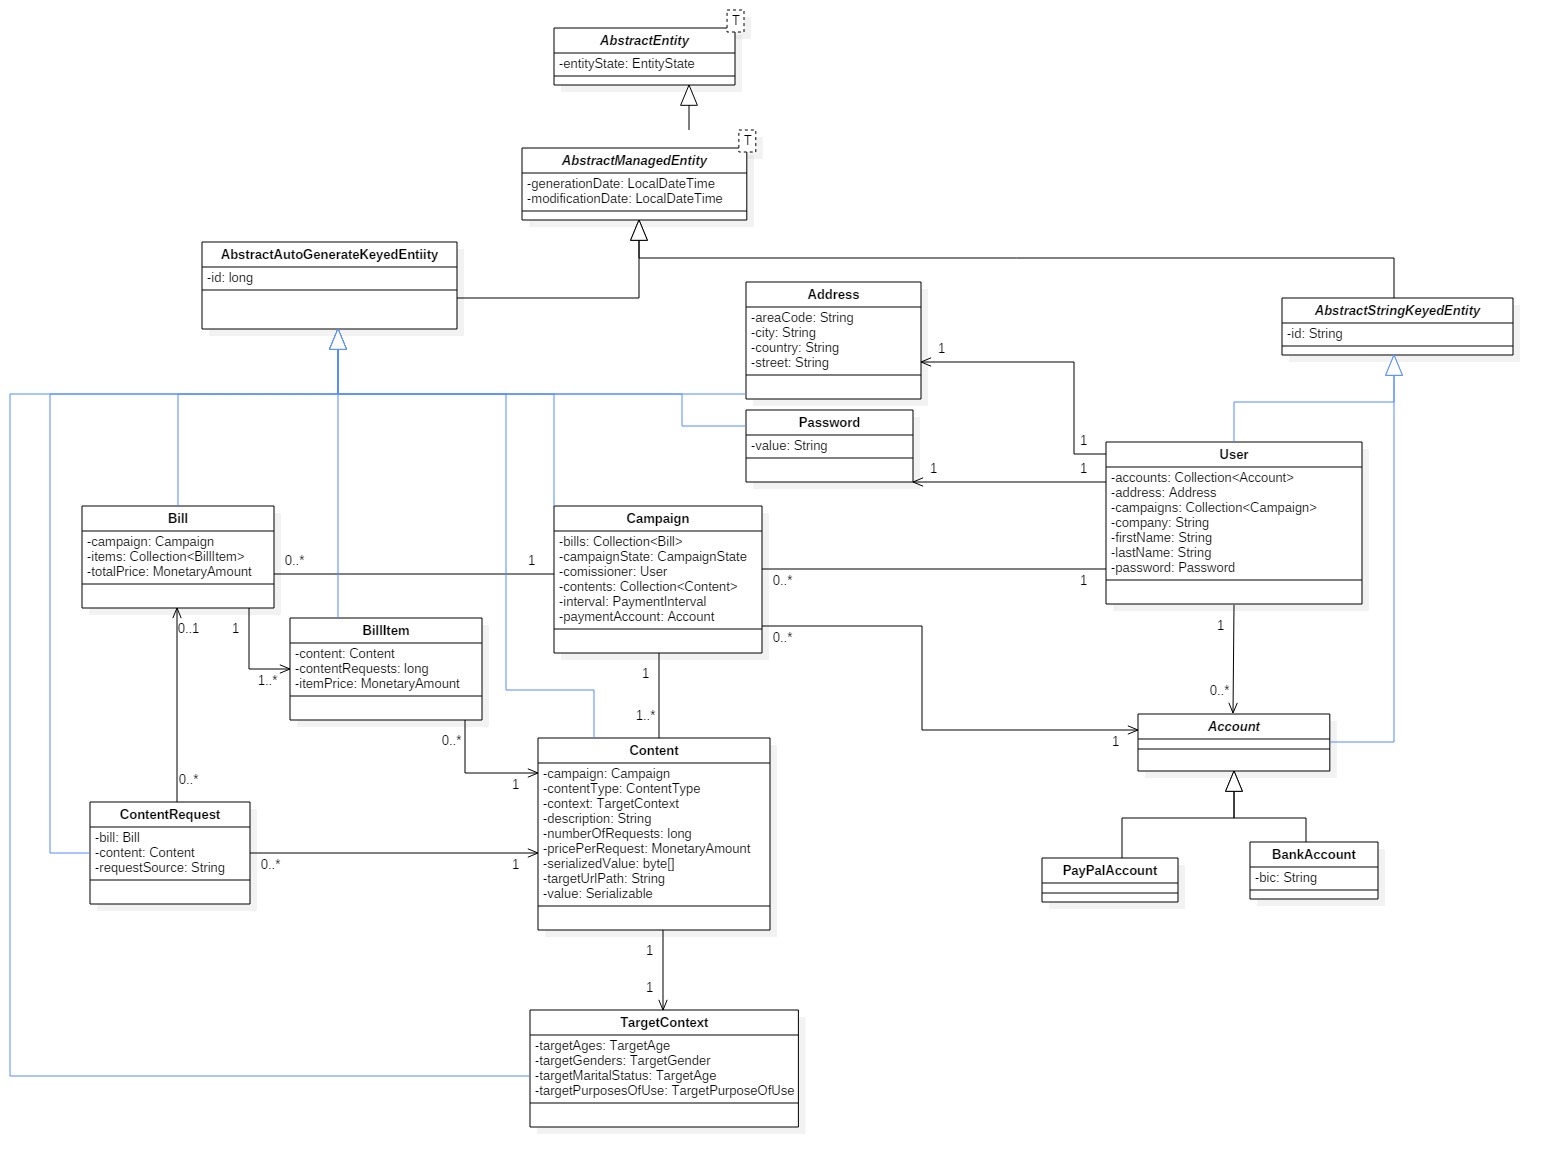 T
AbstractEntity
-entityState: EntityState
T
AbstractManagedEntity
-generationDate: LocalDateTime
-modificationDate: LocalDateTime
AbstractAutoGenerateKeyedEntiity
-id: long
Address
-areaCode: String
-city: String
-country: String
-street: String
AbstractStringKeyedEntity
-id: String
1
1
Password
-value: String
1
1
User
-accounts: Collection<Account>
-address: Address
-campaigns: Collection<Campaign>
-company: String
-firstName: String
-lastName: String
-password: Password
Bill
-campaign: Campaign
-items: Collection<BillItem>
-totalPrice: MonetaryAmount
0..*
1
Campaign
-bills: Collection<Bill>
-campaignState: CampaignState
-comissioner: User
-contents: Collection<Content>
-interval: PaymentInterval
-paymentAccount: Account
0..*
1
0..*
1
0..1
1
1..*
BillItem
-content: Content
-contentRequests: long
-itemPrice: MonetaryAmount
1
1..*
0..*
1
0..*
Account
1
Content
-campaign: Campaign
-contentType: ContentType
-context: TargetContext
-description: String
-numberOfRequests: long
-pricePerRequest: MonetaryAmount
-serializedValue: byte[]
-targetUrlPath: String
-value: Serializable
0..*
ContentRequest
-bill: Bill
-content: Content
-requestSource: String
0..*
1
PayPalAccount
BankAccount
-bic: String
1
1
TargetContext
-targetAges: TargetAge
-targetGenders: TargetGender
-targetMaritalStatus: TargetAge
-targetPurposesOfUse: TargetPurposeOfUse